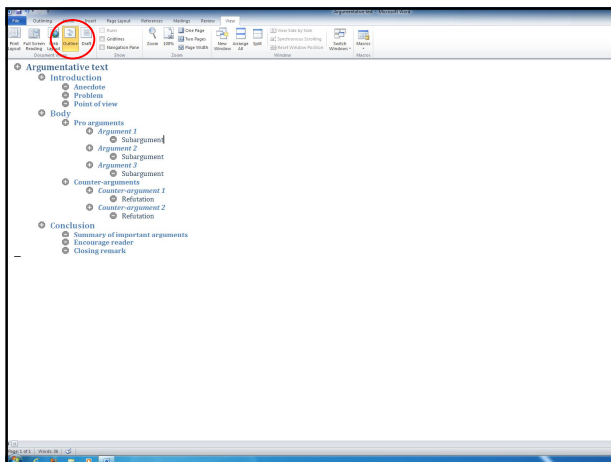 Argumentative text - Microsoft Word
File Outlining Insert Page Layout References Mailings Review View
Ruler One Page View Side by Side
Gridlines Two Pages Synchronous Scrolling
Navigation Pane Page Width Reset Window Position
Print Layout Full Screen Reading Web Layout Outline Draft Zoom 100% New Window Arrange All Split Switch Windows Macros
Show Zoom Window Macros
Argumentative text
Introduction
Anecdote
Problem
Point of view
Body
Pro arguments
Argument 1
Subargument
Argument 2
Subargument
Argument 3
Subargument
Counter-arguments
Counter-argument 1
Refutation
Counter-argument 2
Refutation
Conclusion
Summary of important arguments
Encourage reader
Closing remark
Page: 1 of 1 Words: 36